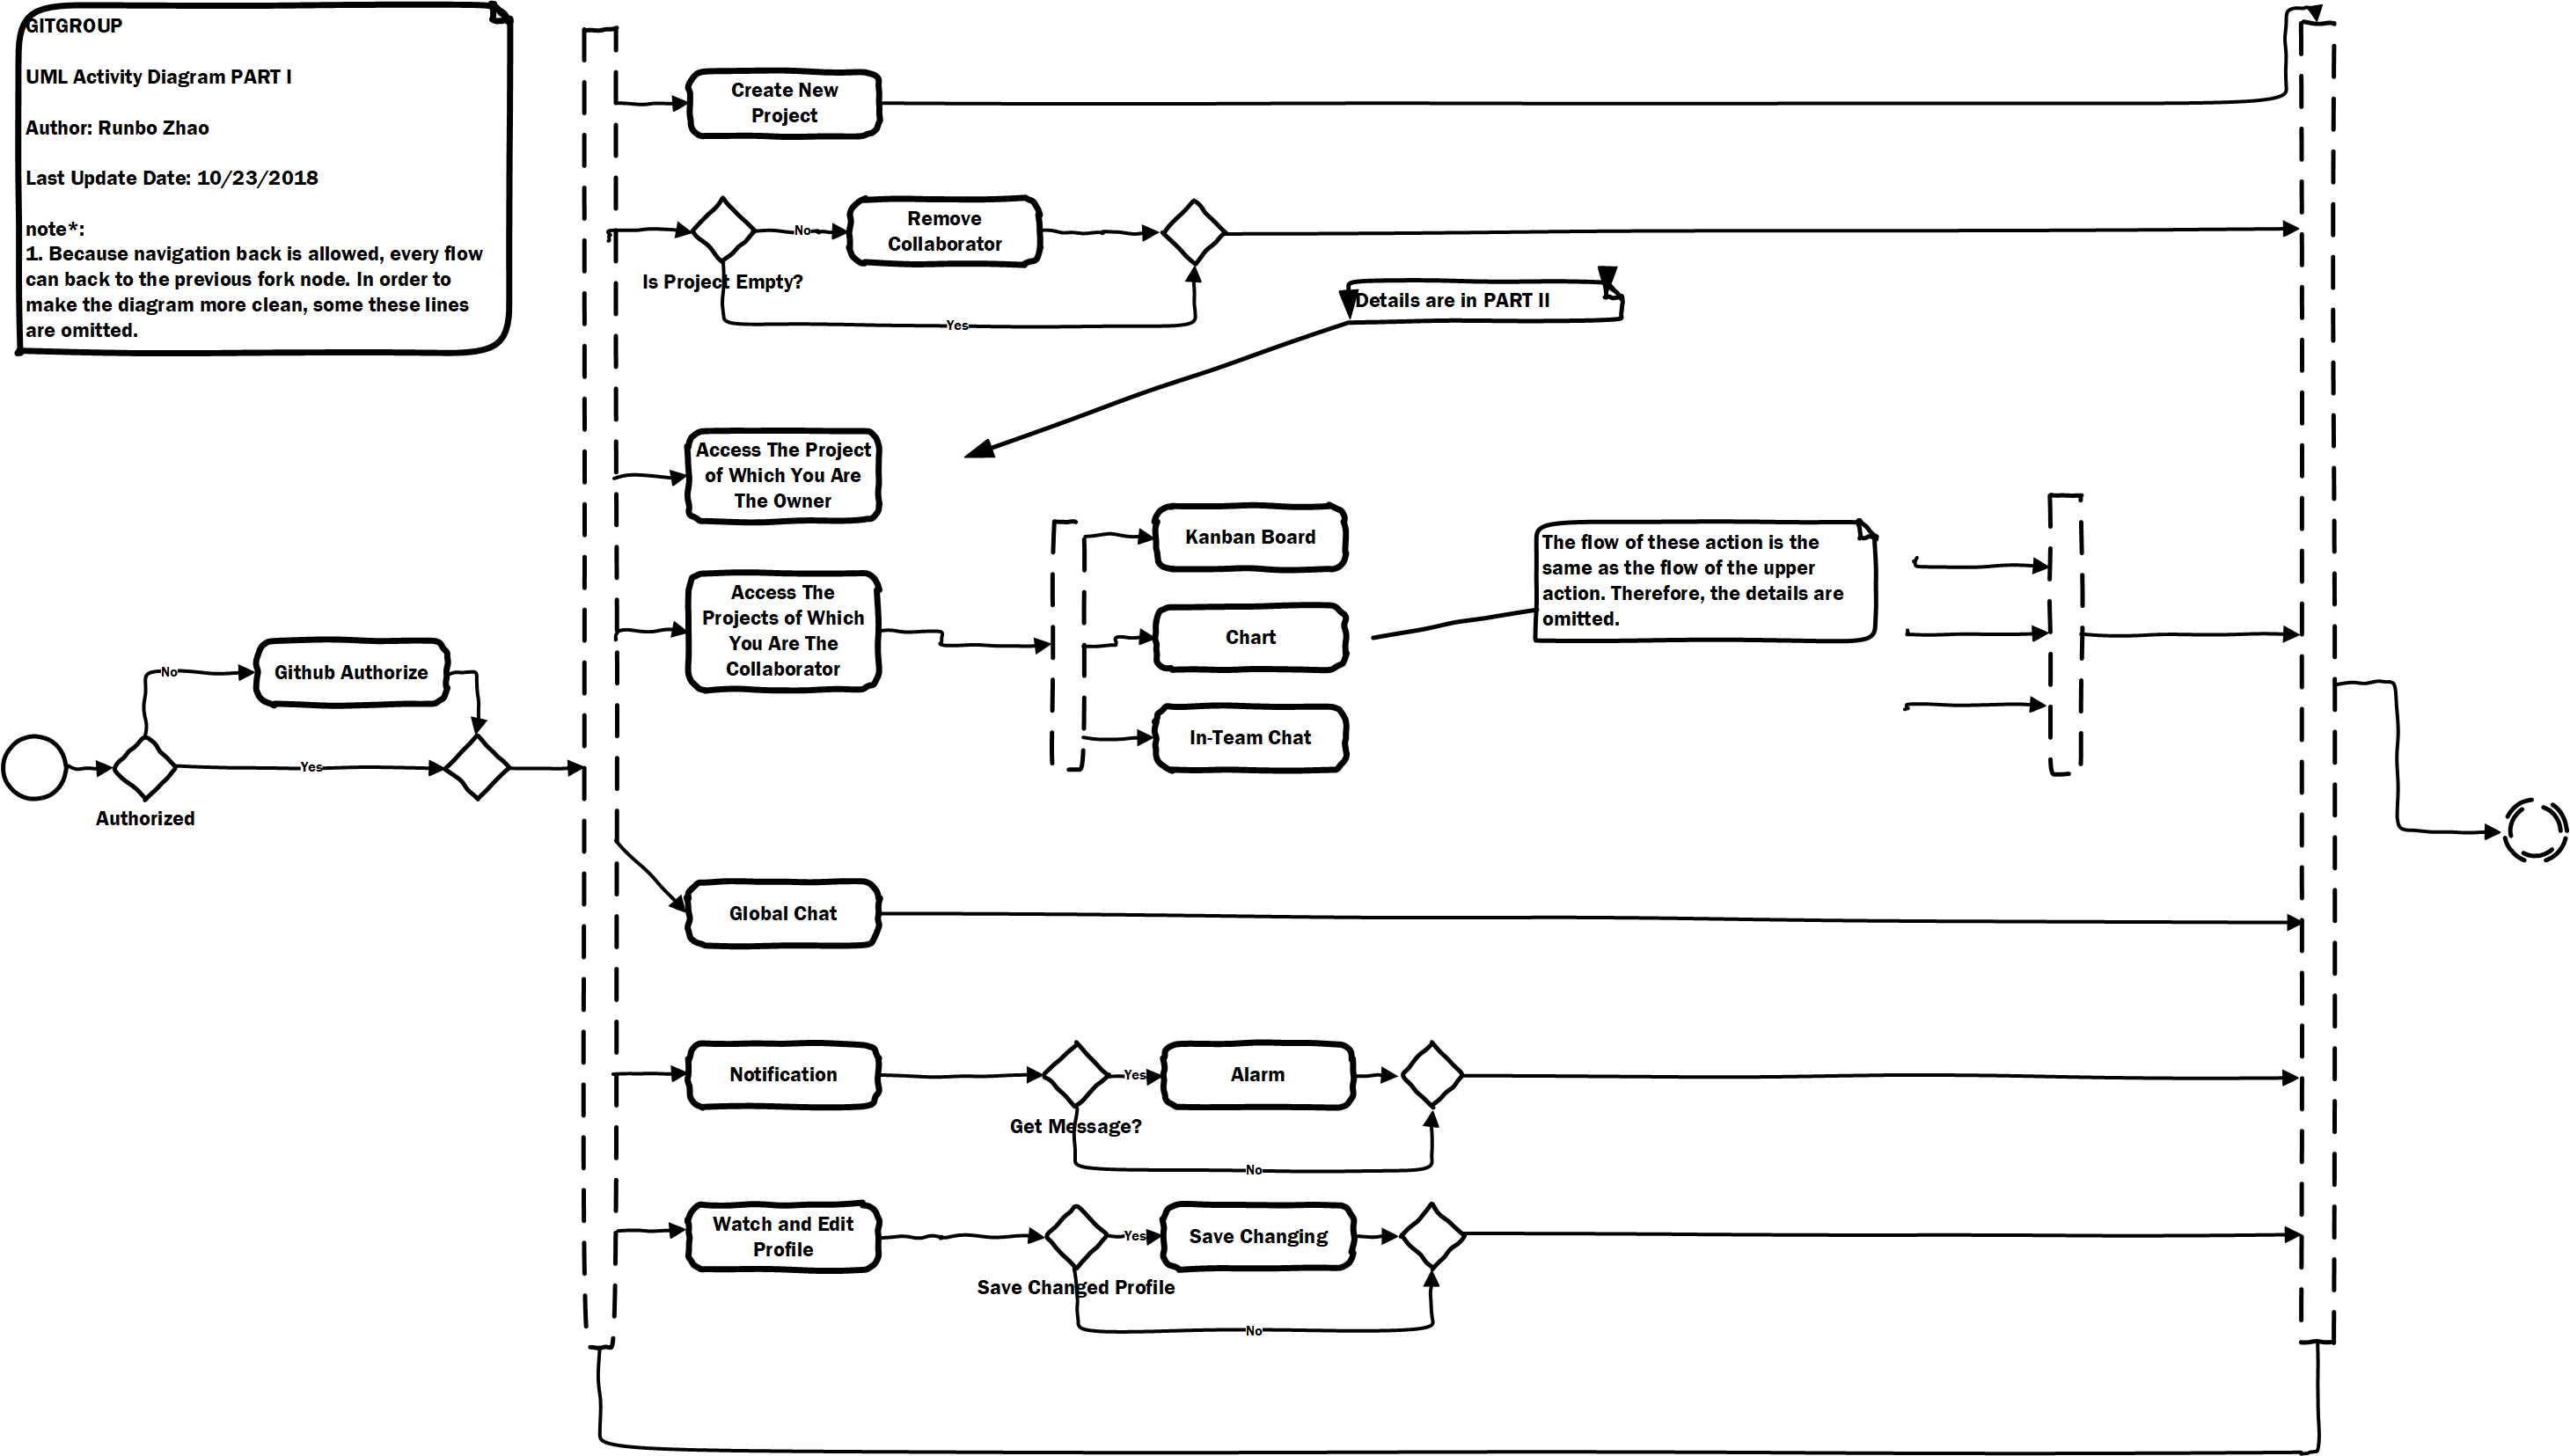 GITGROUP
UML Activity Diagram PART I
Author: Runbo Zhao
Last Update Date: 10/23/2018
note*:
1. Because navigation back is allowed, every flow
can back to the previous fork node. In order to
make the diagram more clean, some these lines
are omitted.
Create New
Project
No
Remove
Collaborator
Is Project Empty?
Yes
Details are in PART II
Access The Project
of Which You Are
The Owner
Access The
Projects of Which
You Are The
Collaborator
Kanban Board
Chart
In-Team Chat
The flow of these action is the
same as the flow of the upper
action. Therefore, the details are
omitted.
No
Github Authorize
Yes
Authorized
Global Chat
Notification
Yes
Alarm
Get Message?
No
Watch and Edit
Profile
Yes
Save Changing
Save Changed Profile
No